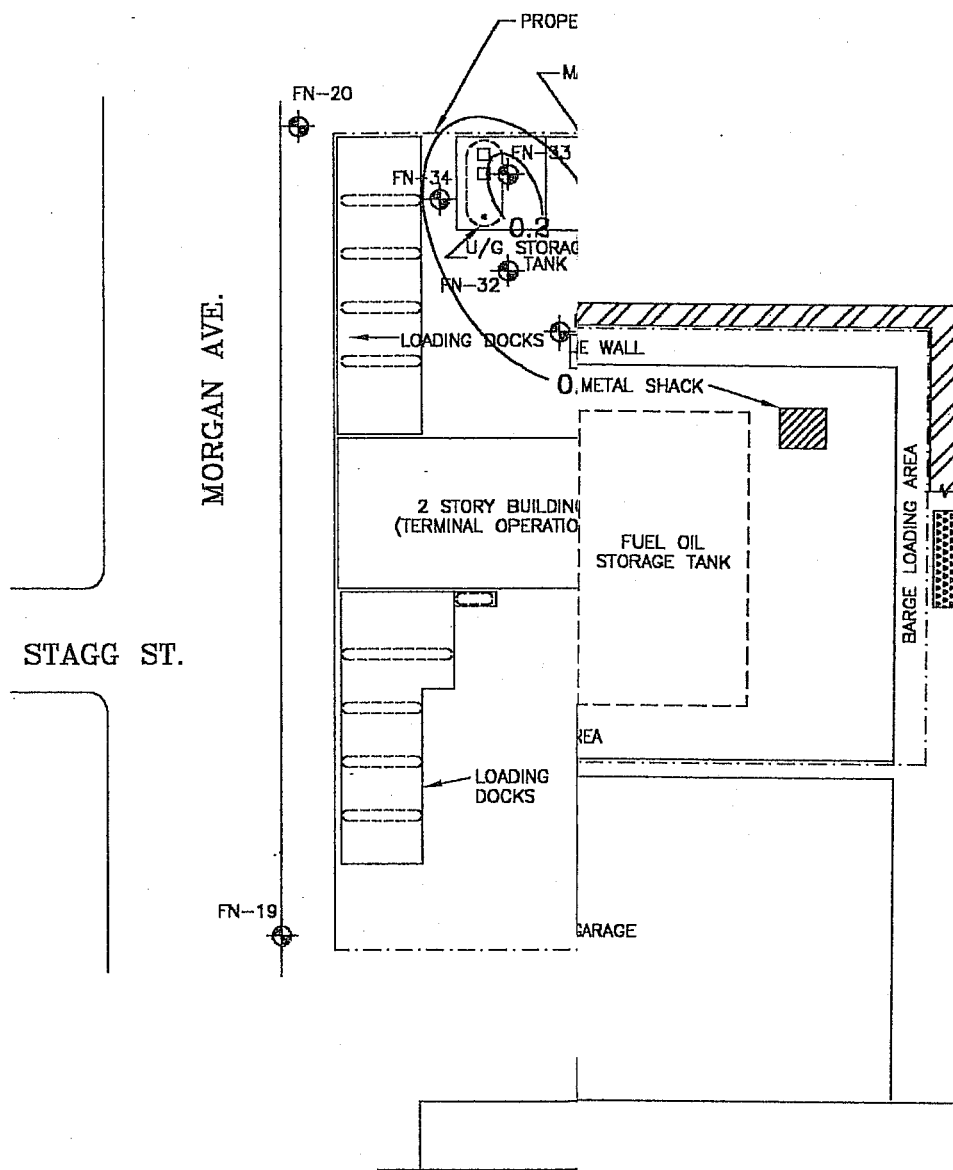 PROPE
FN-20
FN-33
FN-34
0.2
U/G STORAG
TANK
FN-32
MORGAN AVE.
LOADING DOCKS
E WALL
0.
METAL SHACK
2 STORY BUILDING
(TERMINAL OPERATIO
FUEL OIL
STORAGE TANK
BARGE LOADING AREA
STAGG ST.
EA
LOADING
DOCKS
FN-19
GARAGE